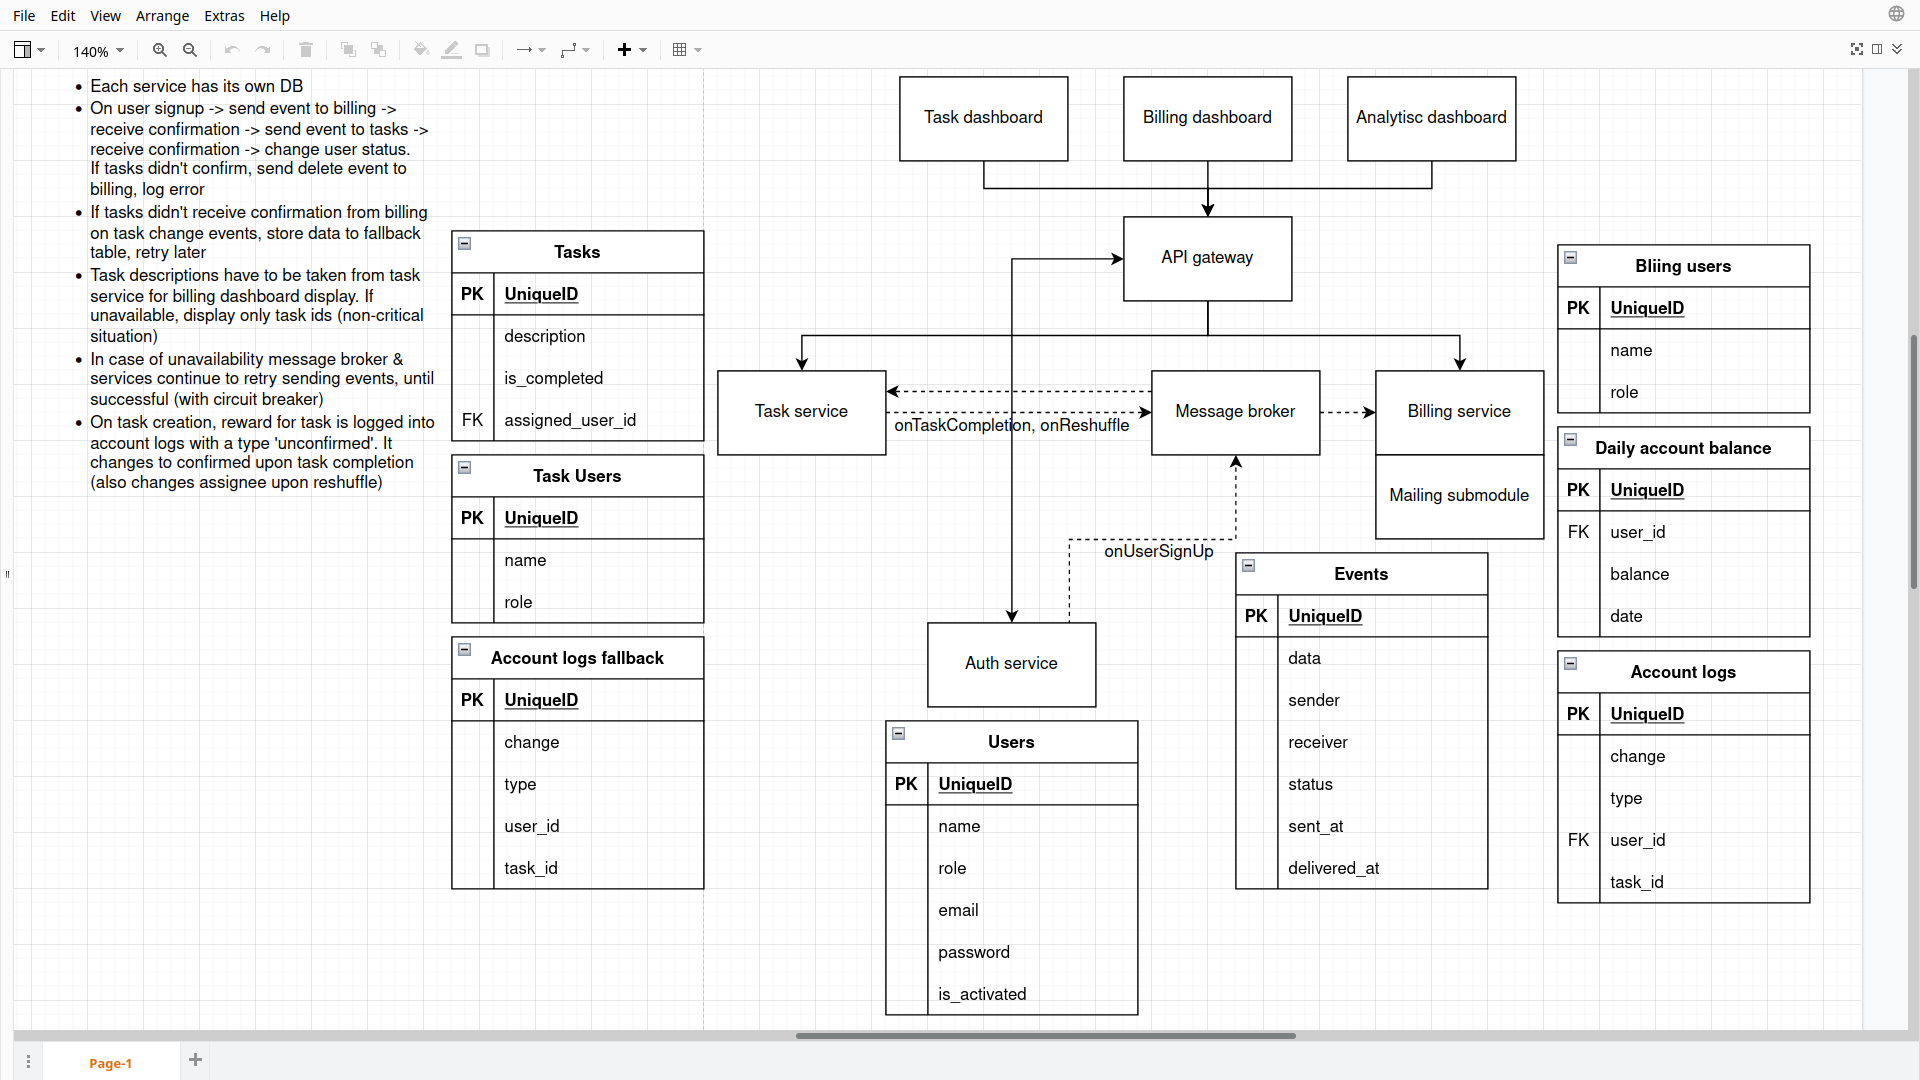 File Edit View Arrange Extras Help
140%
Each service has its own DB
On user signup -> send event to billing ->
receive confirmation -> send event to tasks ->
receive confirmation -> change user status.
If tasks didn't confirm, send delete event to
billing, log error
If tasks didn't receive confirmation from billing
on task change events, store data to fallback
table, retry later
Task descriptions have to be taken from task
service for billing dashboard display. If
unavailable, display only task ids (non-critical
situation)
In case of unavailability message broker &
services continue to retry sending events, until
successful (with circuit breaker)
On task creation, reward for task is logged into
account logs with a type 'unconfirmed'. It
changes to confirmed upon task completion
(also changes assignee upon reshuffle)
Tasks
PK UniqueID
description
is_completed
FK assigned_user_id
Task Users
PK UniqueID
name
role
Account logs fallback
PK UniqueID
change
type
user_id
task_id
Task dashboard
Billing dashboard
Analytisc dashboard
API gateway
Task service
onTaskCompletion, onReshuffle
Message broker
Billing service
Mailing submodule
onUserSignUp
Auth service
Users
PK UniqueID
name
role
email
password
is_activated
Events
PK UniqueID
data
sender
receiver
status
sent_at
delivered_at
Bliing users
PK UniqueID
name
role
Daily account balance
PK UniqueID
FK user_id
balance
date
Account logs
PK UniqueID
change
type
FK user_id
task_id
Page-1